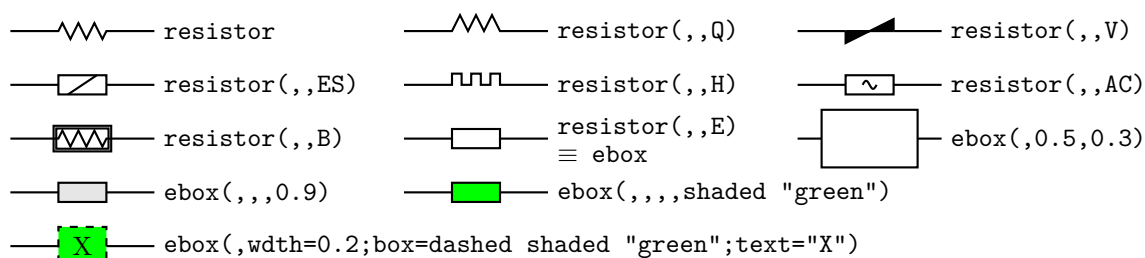 resistor
resistor(,,Q)
resistor(,,V)
resistor(,,ES)
resistor(,,H)
resistor(,,AC)
resistor(,,B)
resistor(,,E)
≡ ebox
ebox(,0.5,0.3)
ebox(,,,0.9)
ebox(,,,,shaded "green")
X
ebox(,wdth=0.2;box=dashed shaded "green";text="X")